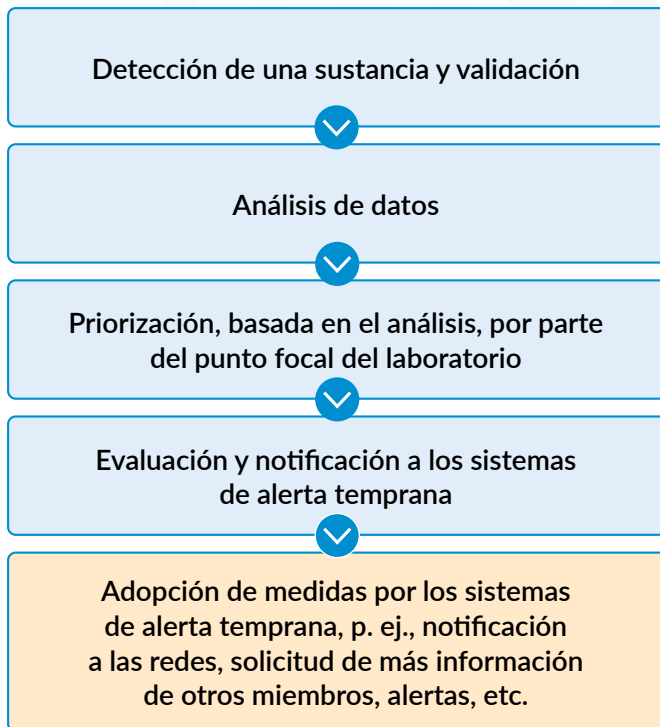 Detección de una sustancia y validación
Análisis de datos
Priorización, basada en el análisis, por parte
del punto focal del laboratorio
Evaluación y notificación a los sistemas
de alerta temprana
Adopción de medidas por los sistemas
de alerta temprana, p. ej., notificación
a las redes, solicitud de más información
de otros miembros, alertas, etc.